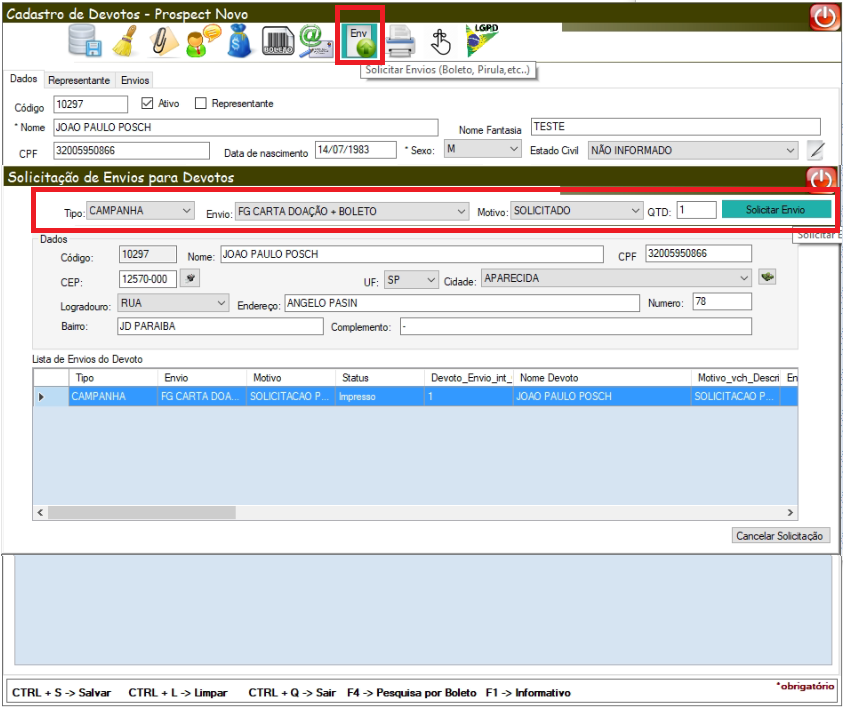 Cadastro de Devotos - Prospect Novo
BOLETO
Env
LGPD
Solicitar Envios (Boleto, Pirula,etc..)
Dados Representante Envios
Código 10297 Ativo Representante
* Nome JOAO PAULO POSCH Nome Fantasia TESTE
CPF 32005950866 Data de nascimento 14/07/1983 * Sexo: M Estado Civil NÃO INFORMADO
Solicitação de Envios para Devotos
Tipo: CAMPANHA Envio: FG CARTA DOAÇÃO + BOLETO Motivo: SOLICITADO QTD: 1 Solicitar Envio
Solicitar E
Dados
Código: 10297 Nome: JOAO PAULO POSCH CPF 32005950866
CEP: 12570-000 UF: SP Cidade: APARECIDA
Logradouro: RUA Endereço: ANGELO PASIN Numero: 78
Bairro: JD PARAIBA Complemento: -
Lista de Envios do Devoto
Tipo Envio Motivo Status Devoto_Envio_int_ Nome Devoto Motivo_vch_Descri En
CAMPANHA FG CARTA DOA... SOLICITACAO P... Impresso 1 JOAO PAULO POSCH SOLICITACAO P...
Cancelar Solicitação
*obrigatório
CTRL + S -> Salvar CTRL + L -> Limpar CTRL + Q -> Sair F4 -> Pesquisa por Boleto F1 -> Informativo